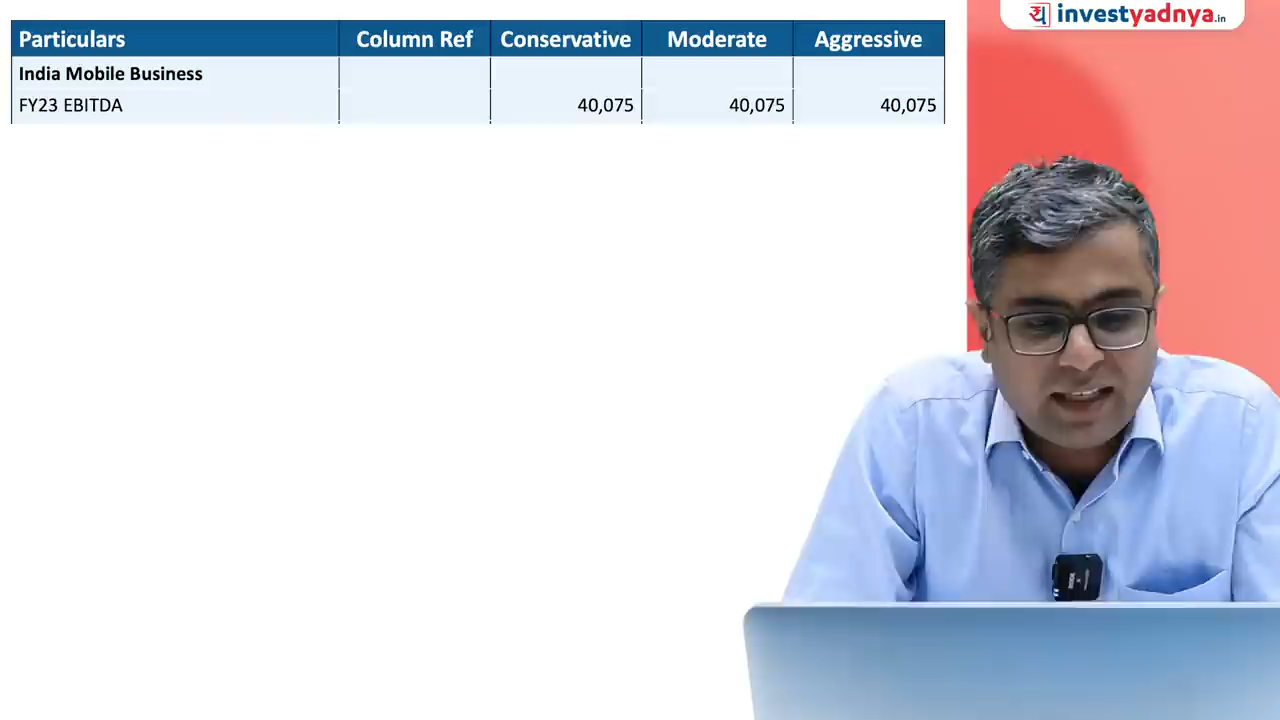 investyadnya.in
Particulars Column Ref Conservative Moderate Aggressive
India Mobile Business
FY23 EBITDA 40,075 40,075 40,075